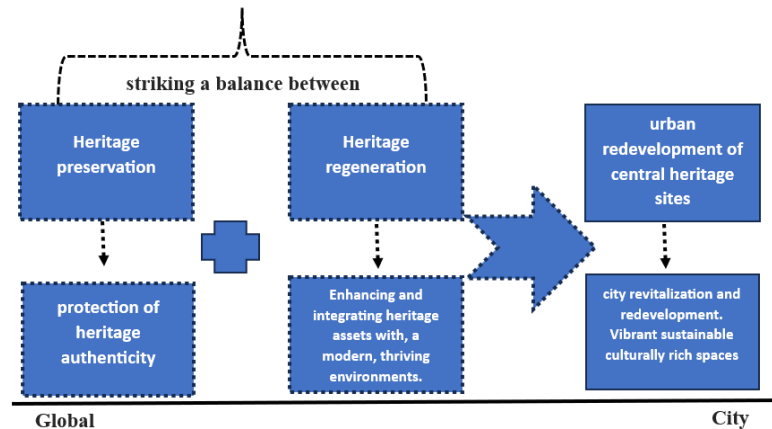 striking a balance between
Heritage
preservation
Heritage
regeneration
urban
redevelopment of
central heritage
sites
protection of
heritage
authenticity
Enhancing and
integrating heritage
assets with, a
modern, thriving
environments.
city revitalization and
redevelopment.
Vibrant sustainable
culturally rich spaces
Global
City